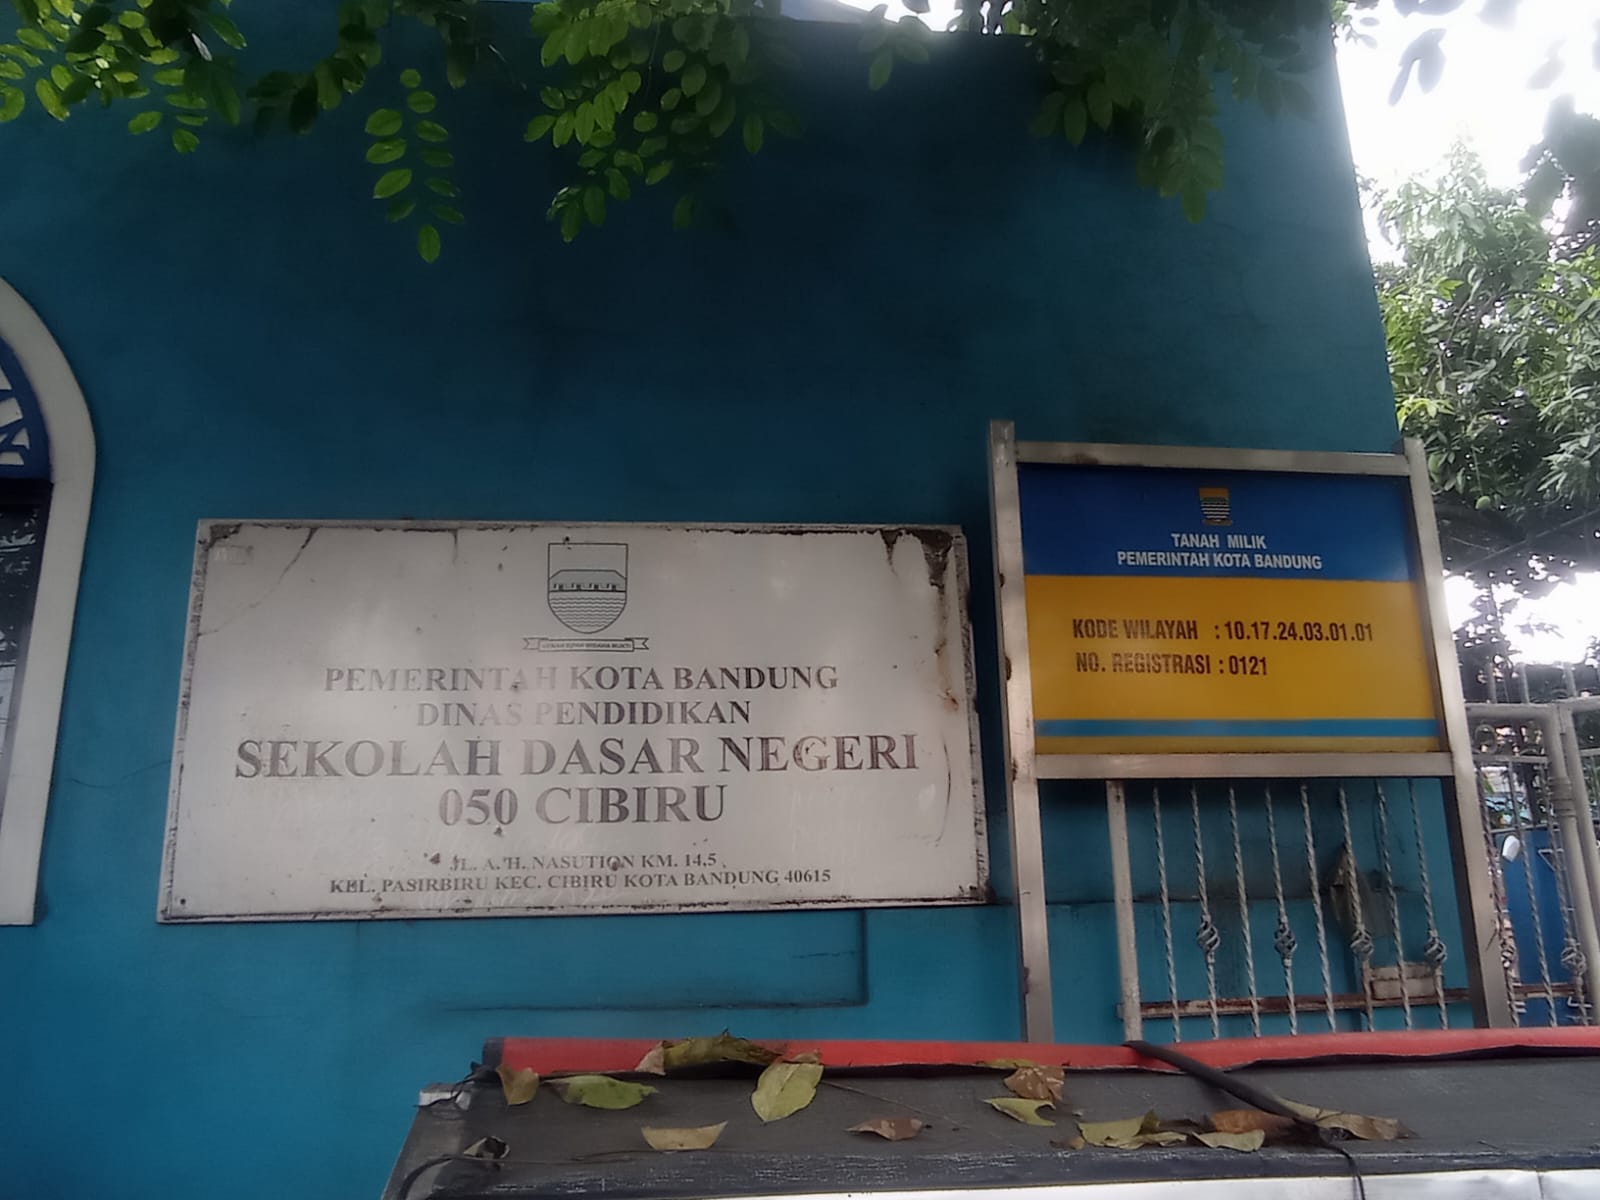 PEMERINTAH KOTA BANDUNG
DINAS PENDIDIKAN
SEKOLAH DASAR NEGERI
050 CIBIRU
JL. A. H. NASUTION KM. 14,5
KEL. PASIRBIRU KEC. CIBIRU KOTA BANDUNG 40615
TANAH MILIK
PEMERINTAH KOTA BANDUNG
KODE WILAYAH : 10.17.24.03.01.01
NO. REGISTRASI : 0121